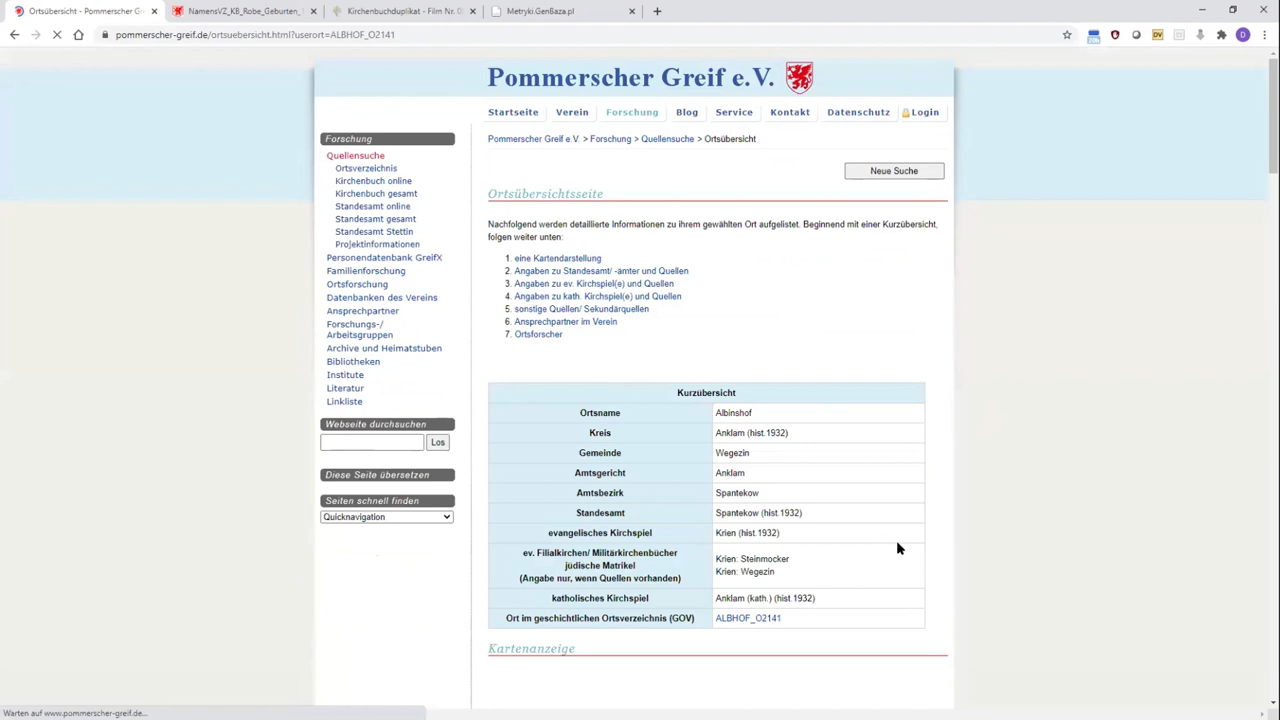 Ortsübersicht - Pommerscher Gr
NamensVZ_KB_Robe_Geburten_
Kirchenbuchduplikat - Film Nr. D
Metryki.GenBaza.pl
pommerscher-greif.de/ortsuebersicht.html?userort=ALBHOF_O2141
DV
D
Pommerscher Greif e.V.
Startseite Verein Forschung Blog Service Kontakt Datenschutz Login
Forschung
Quellensuche
Ortsverzeichnis
Kirchenbuch online
Kirchenbuch gesamt
Standesamt online
Standesamt gesamt
Standesamt Stettin
Projektinformationen
Personendatenbank GreifX
Familienforschung
Ortsforschung
Datenbanken des Vereins
Ansprechpartner
Forschungs-/
Arbeitsgruppen
Archive und Heimatstuben
Bibliotheken
Institute
Literatur
Linkliste
Webseite durchsuchen
Los
Diese Seite übersetzen
Seiten schnell finden
Quicknavigation
Pommerscher Greif e.V. > Forschung > Quellensuche > Ortsübersicht
Neue Suche
Ortsübersichtsseite
Nachfolgend werden detaillierte Informationen zu ihrem gewählten Ort aufgelistet. Beginnend mit einer Kurzübersicht,
folgen weiter unten:
1. eine Kartendarstellung
2. Angaben zu Standesamt/ -ämter und Quellen
3. Angaben zu ev. Kirchspiel(e) und Quellen
4. Angaben zu kath. Kirchspiel(e) und Quellen
5. sonstige Quellen/ Sekundärquellen
6. Ansprechpartner im Verein
7. Ortsforscher
Kurzübersicht
Ortsname Albinshof
Kreis Anklam (hist.1932)
Gemeinde Wegezin
Amtsgericht Anklam
Amtsbezirk Spantekow
Standesamt Spantekow (hist.1932)
evangelisches Kirchspiel Krien (hist.1932)
ev. Filialkirchen/ Militärkirchenbücher
jüdische Matrikel
(Angabe nur, wenn Quellen vorhanden)
Krien: Steinmocker
Krien: Wegezin
katholisches Kirchspiel Anklam (kath.) (hist.1932)
Ort im geschichtlichen Ortsverzeichnis (GOV) ALBHOF_O2141
Kartenanzeige
Warten auf www.pommerscher-greif.de...